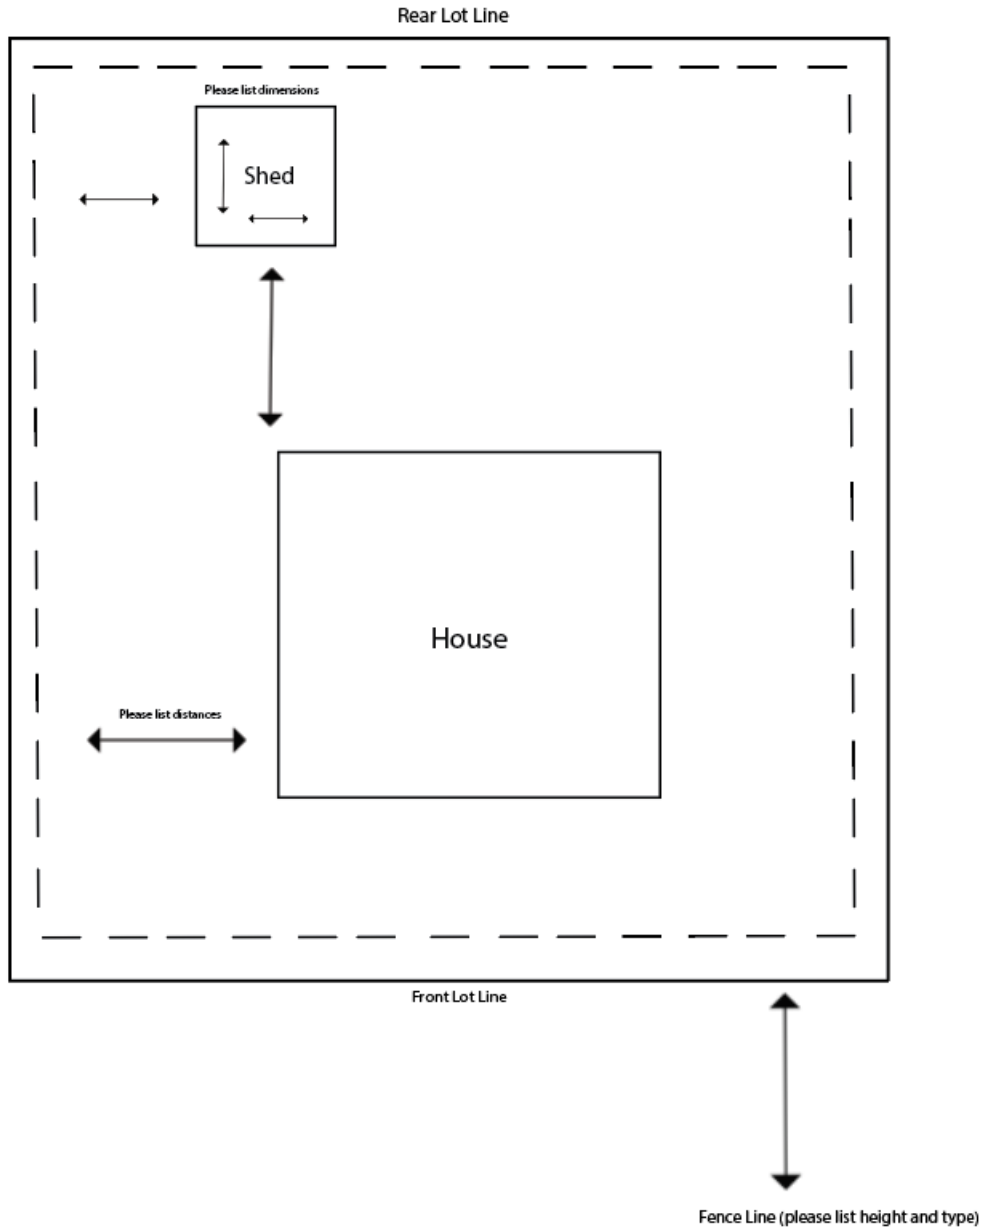 Rear Lot Line
Please list dimensions
Shed
House
Please list distances
Front Lot Line
Fence Line (please list height and type)